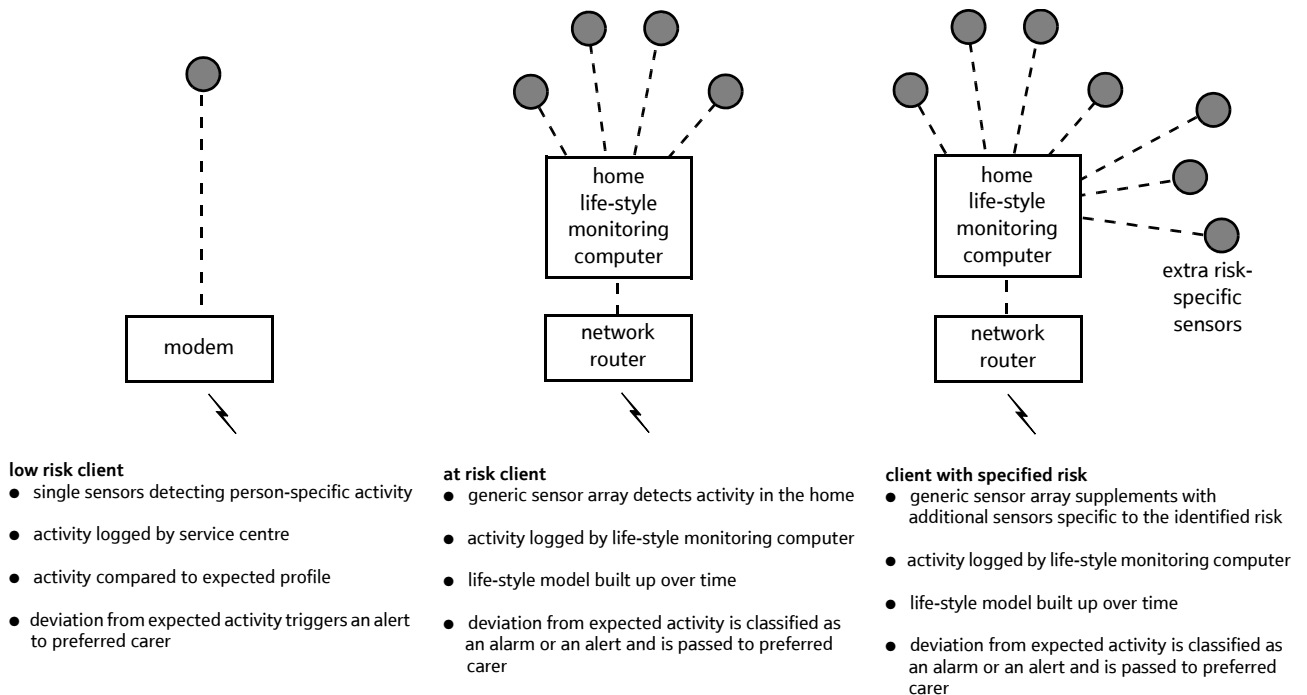 modem
low risk client
● single sensors detecting person-specific activity
● activity logged by service centre
● activity compared to expected profile
● deviation from expected activity triggers an alert
to preferred carer
home
life-style
monitoring
computer
network
router
at risk client
● generic sensor array detects activity in the home
● activity logged by life-style monitoring computer
● life-style model built up over time
● deviation from expected activity is classified as
an alarm or an alert and is passed to preferred
carer
home
life-style
monitoring
computer
extra risk-
specific
sensors
network
router
client with specified risk
● generic sensor array supplements with
additional sensors specific to the identified risk
● activity logged by life-style monitoring computer
● life-style model built up over time
● deviation from expected activity is classified as
an alarm or an alert and is passed to preferred
carer